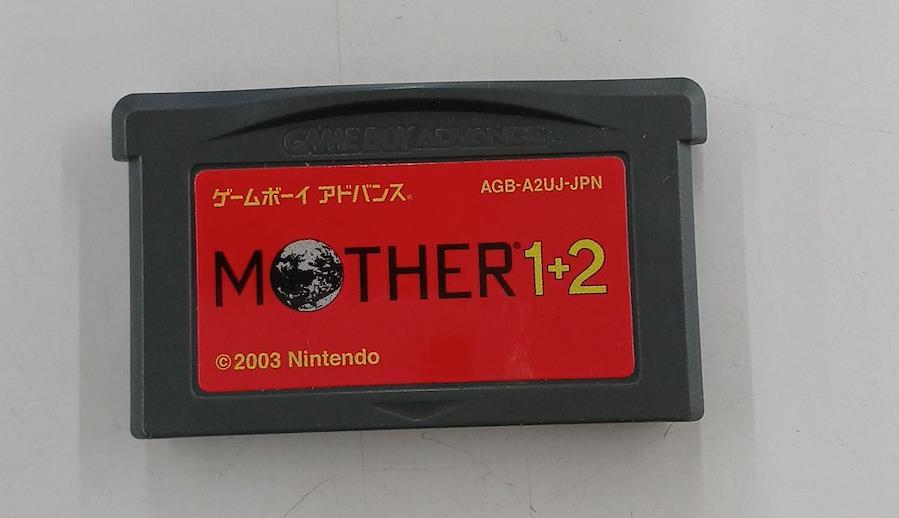 GAME BOY ADVANCE
ゲームボーイ アドバンス®
AGB-A2UJ-JPN
MOTHER® 1+2
©2003 Nintendo